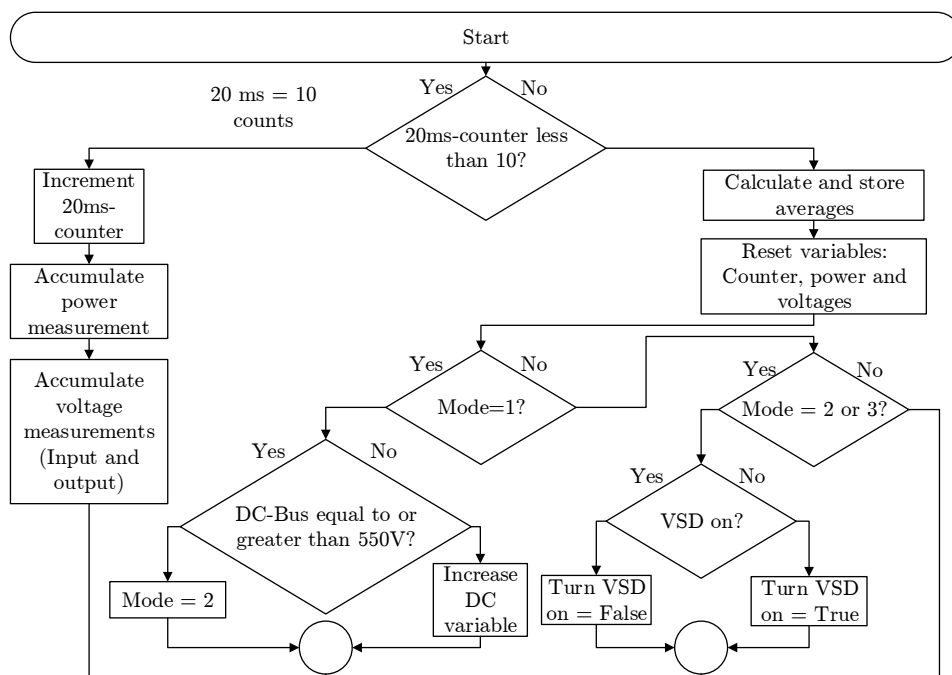 Start
Yes
No
20 ms = 10
counts
20ms-counter less
than 10?
Increment
20ms-
counter
Calculate and store
averages
Accumulate
power
measurement
Reset variables:
Counter, power and
voltages
Accumulate
voltage
measurements
(Input and
output)
Yes
No
Mode=1?
Yes
No
Mode = 2 or 3?
Yes
No
DC-Bus equal to or
greater than 550V?
Yes
No
VSD on?
Mode = 2
Increase
DC
variable
Turn VSD
on = False
Turn VSD
on = True